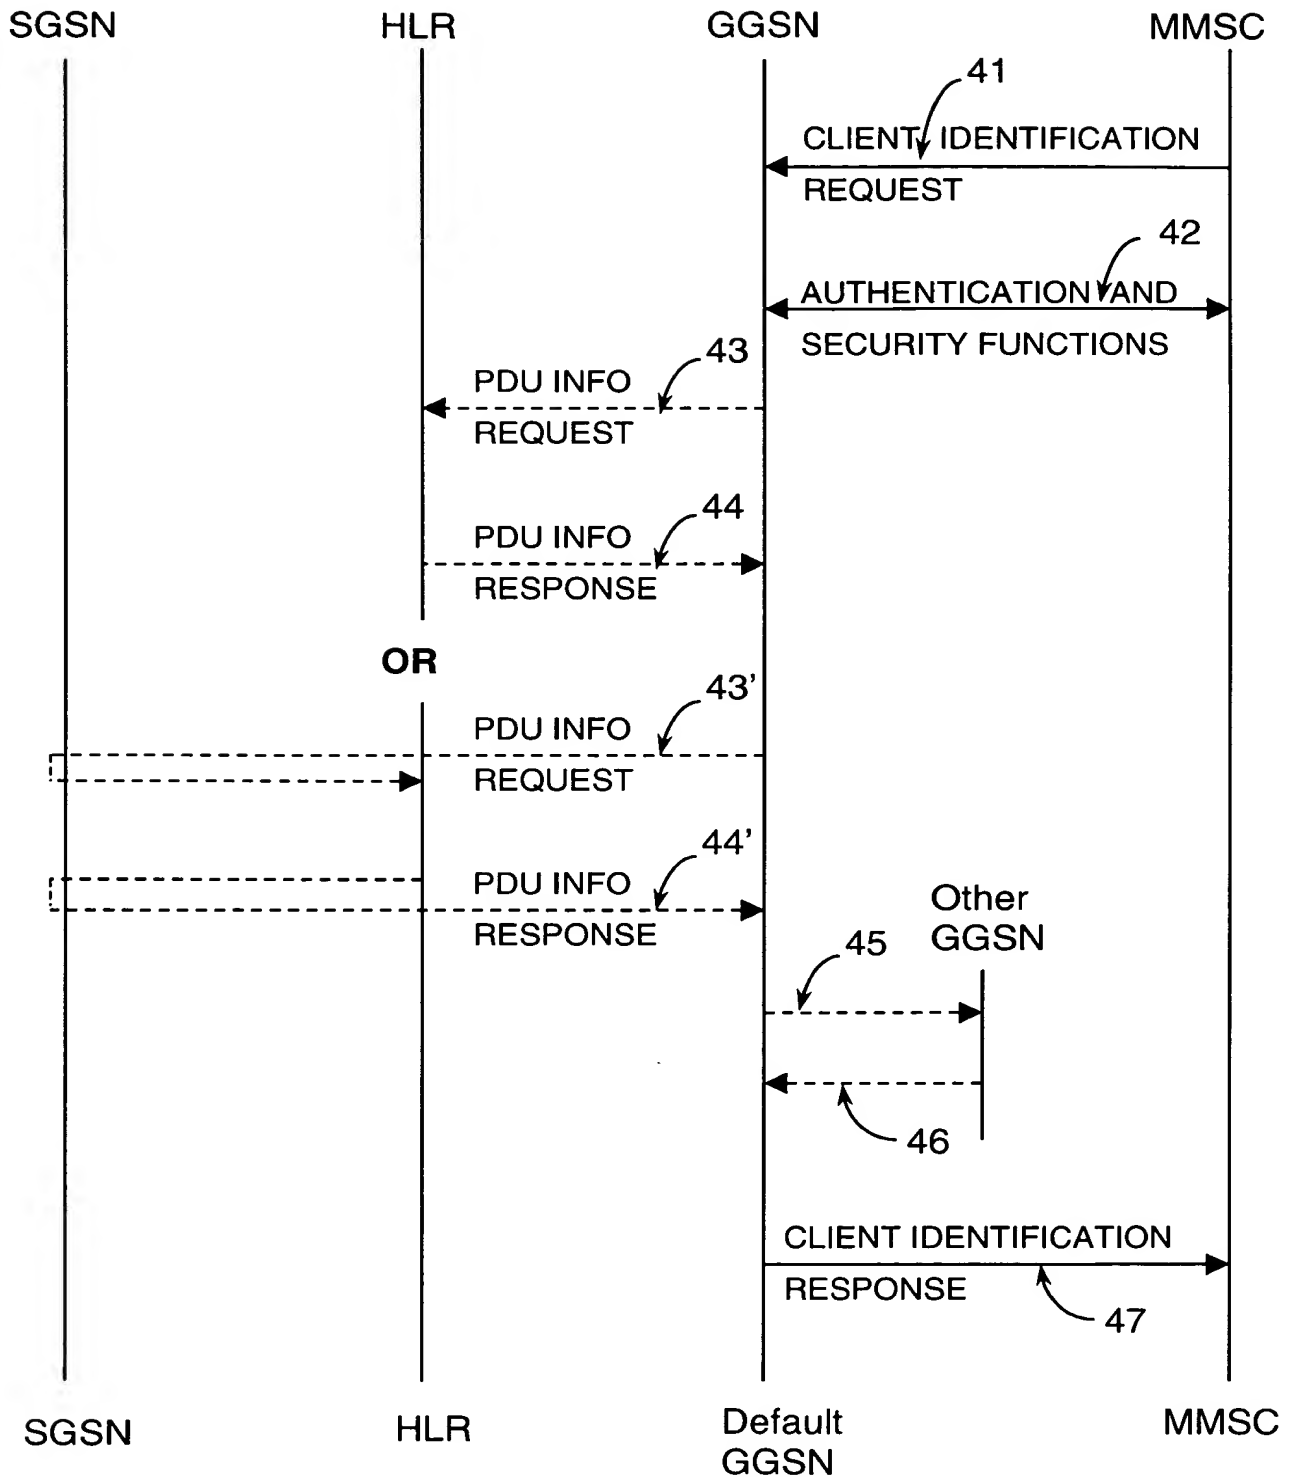 SGSN HLR GGSN MMSC
41
CLIENT IDENTIFICATION
REQUEST
42
AUTHENTICATION AND
SECURITY FUNCTIONS
43
PDU INFO
REQUEST
44
PDU INFO
RESPONSE
OR
43'
PDU INFO
REQUEST
44'
PDU INFO
RESPONSE
Other
GGSN
45
46
CLIENT IDENTIFICATION
RESPONSE
47
SGSN HLR Default MMSC
GGSN